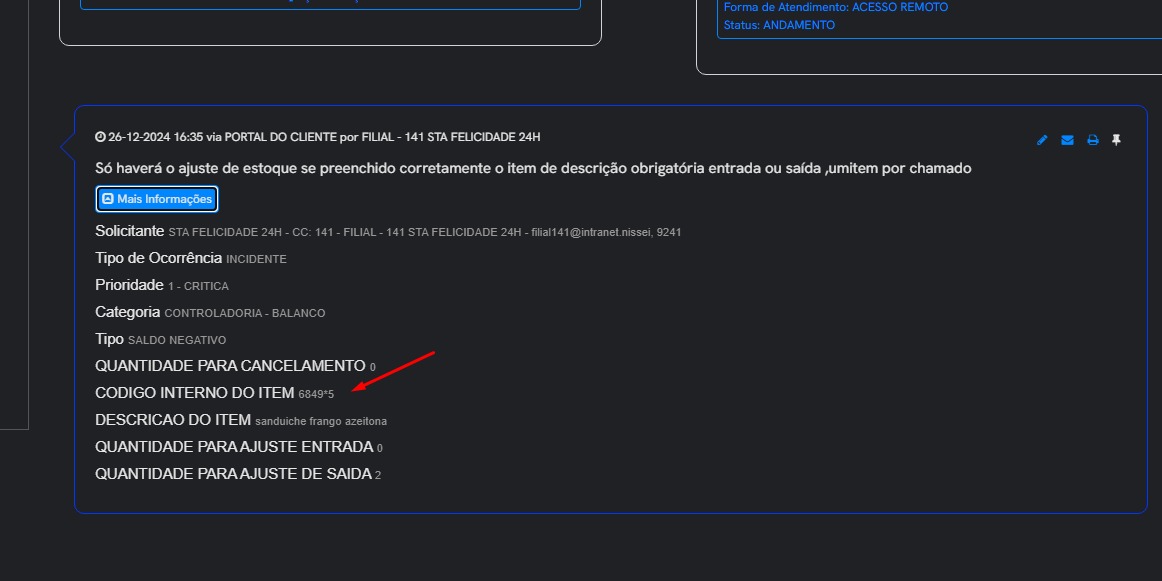 Forma de Atendimento: ACESSO REMOTO
Status: ANDAMENTO
26-12-2024 16:35 via PORTAL DO CLIENTE por FILIAL - 141 STA FELICIDADE 24H
Só haverá o ajuste de estoque se preenchido corretamente o item de descrição obrigatória entrada ou saída ,umitem por chamado
Mais Informações
Solicitante STA FELICIDADE 24H - CC: 141 - FILIAL - 141 STA FELICIDADE 24H - filial141@intranet.nissei, 9241
Tipo de Ocorrência INCIDENTE
Prioridade 1 - CRITICA
Categoria CONTROLADORIA - BALANCO
Tipo SALDO NEGATIVO
QUANTIDADE PARA CANCELAMENTO 0
CODIGO INTERNO DO ITEM 6849*5
DESCRICAO DO ITEM sanduiche frango azeitona
QUANTIDADE PARA AJUSTE ENTRADA 0
QUANTIDADE PARA AJUSTE DE SAIDA 2